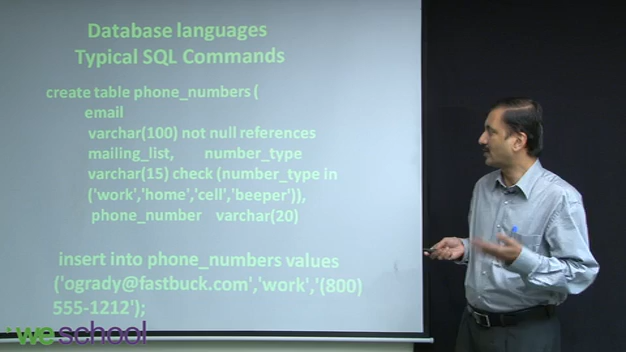 Database languages
Typical SQL Commands
create table phone_numbers (
email
varchar(100) not null references
mailing_list, number_type
varchar(15) check (number_type in
('work','home','cell','beeper')),
phone_number varchar(20)
insert into phone_numbers values
('ogrady@fastbuck.com','work','(800)
555-1212');
weschool